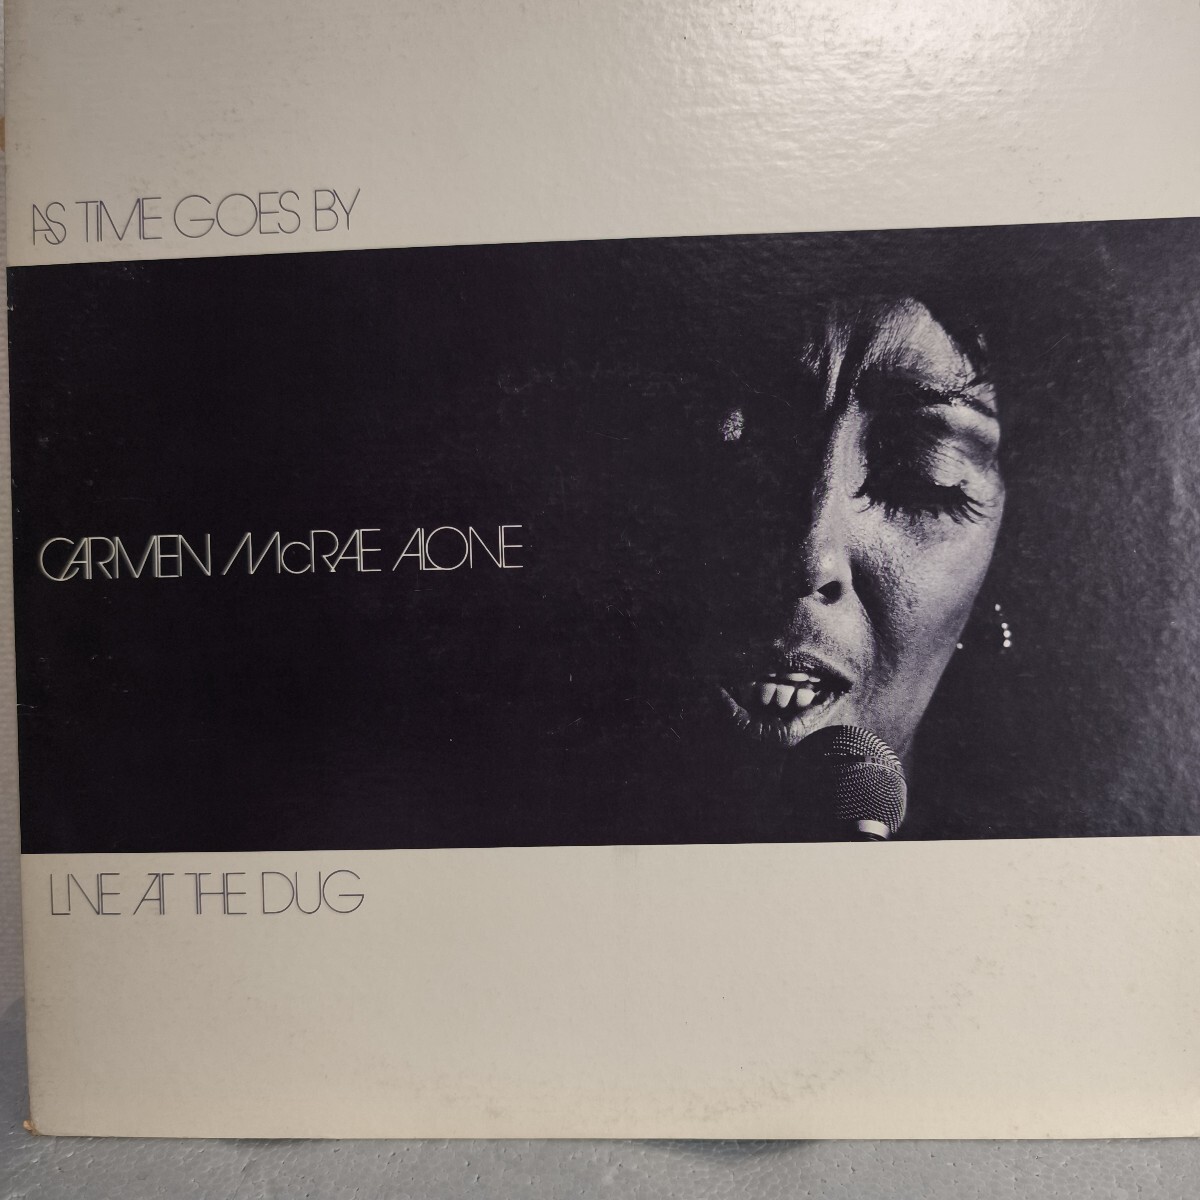 AS TIME GOES BY
CARMEN McRAE ALONE
LIVE AT THE DUG